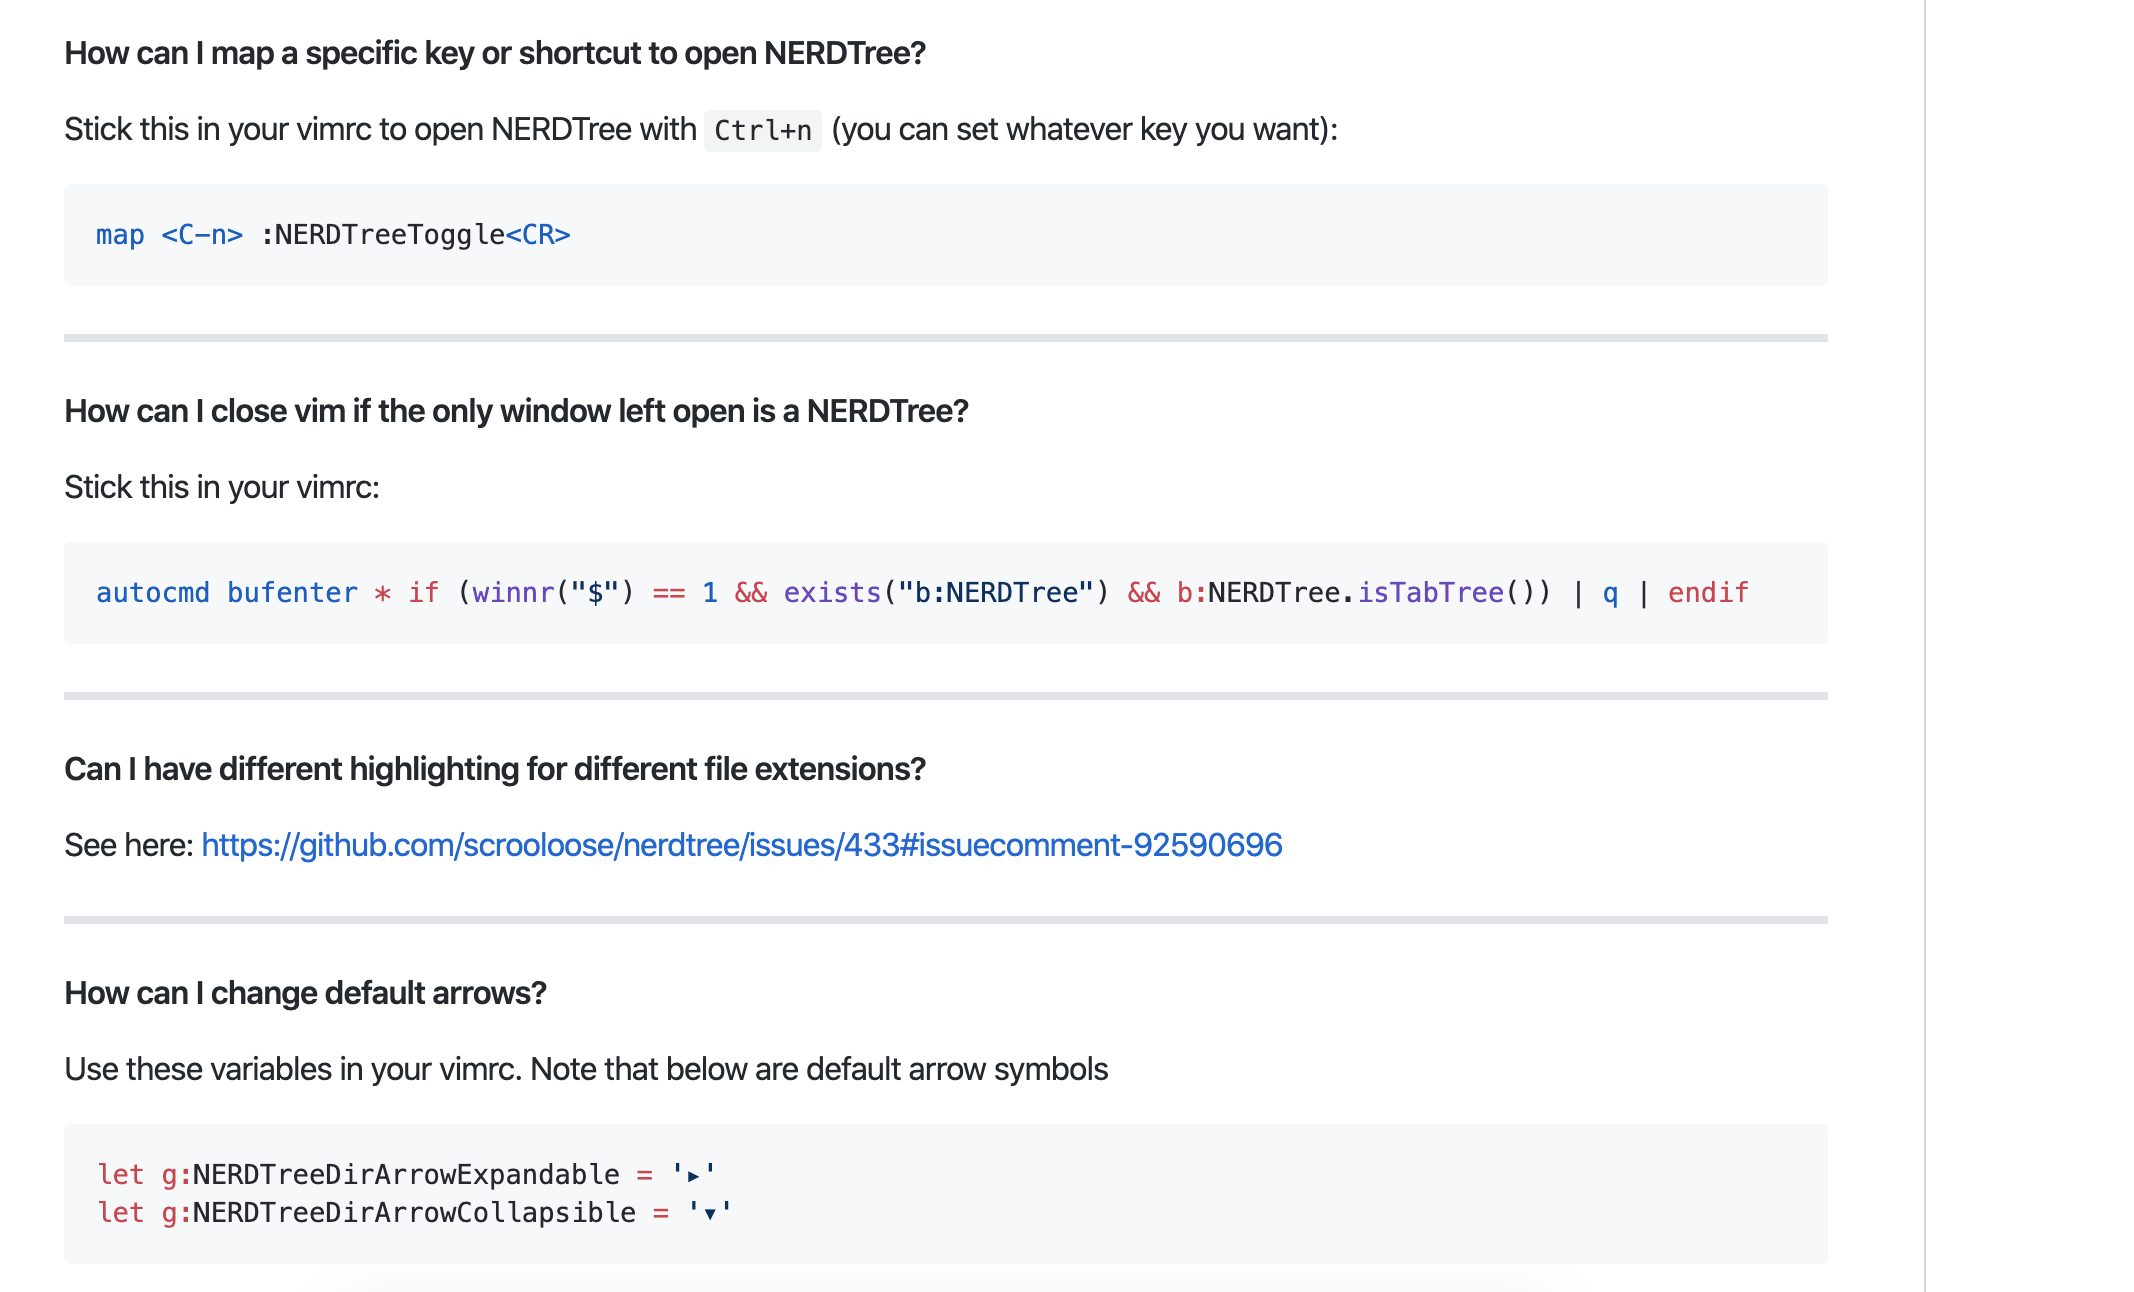 How can I map a specific key or shortcut to open NERDTree?
Stick this in your vimrc to open NERDTree with Ctrl+n (you can set whatever key you want):
map <C-n> :NERDTreeToggle<CR>
How can I close vim if the only window left open is a NERDTree?
Stick this in your vimrc:
autocmd bufenter * if (winnr("$") == 1 && exists("b:NERDTree") && b:NERDTree.isTabTree()) | q | endif
Can I have different highlighting for different file extensions?
See here: https://github.com/scrooloose/nerdtree/issues/433#issuecomment-92590696
How can I change default arrows?
Use these variables in your vimrc. Note that below are default arrow symbols
let g:NERDTreeDirArrowExpandable = '▸'
let g:NERDTreeDirArrowCollapsible = '▾'